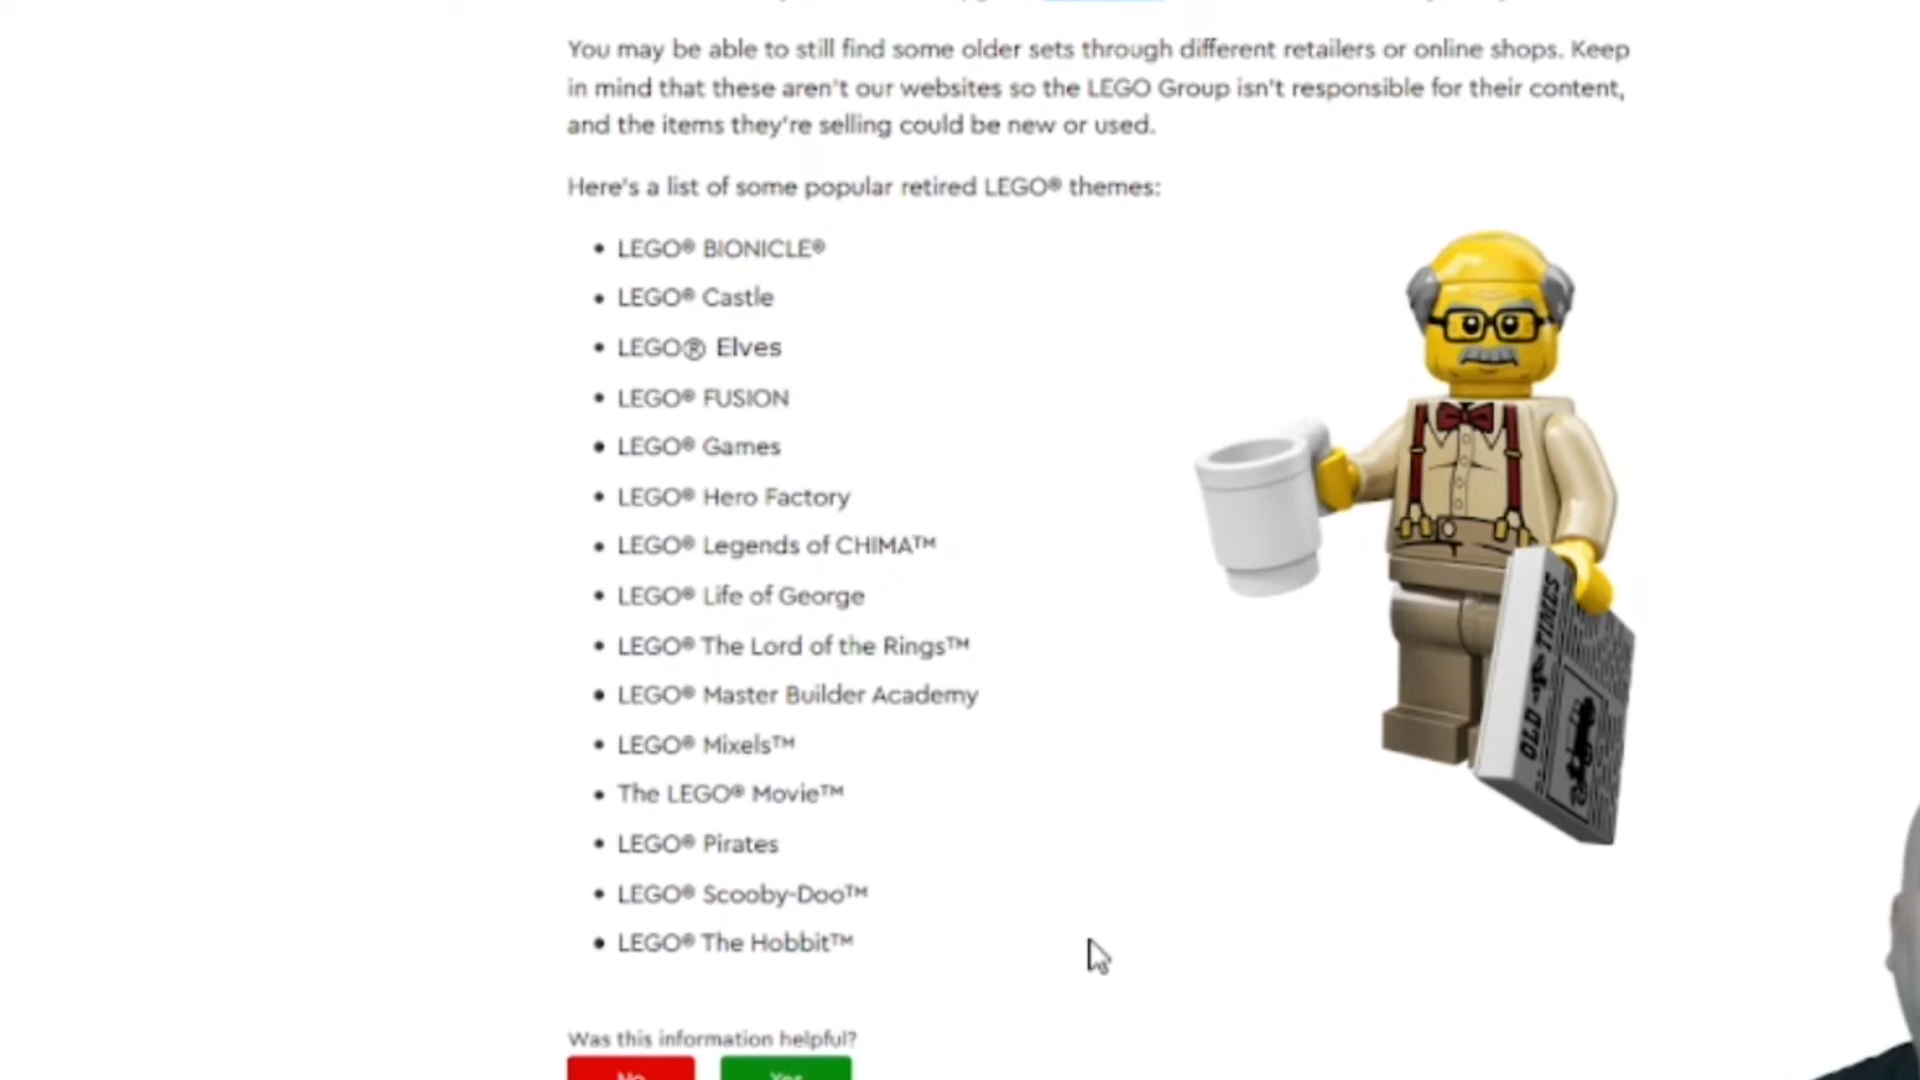 You may be able to still find some older sets through different retailers or online shops. Keep
in mind that these aren't our websites so the LEGO Group isn't responsible for their content,
and the items they're selling could be new or used.
Here's a list of some popular retired LEGO® themes:
• LEGO® BIONICLE®
• LEGO® Castle
• LEGO® Elves
• LEGO® FUSION
• LEGO® Games
• LEGO® Hero Factory
• LEGO® Legends of CHIMA™
• LEGO® Life of George
• LEGO® The Lord of the Rings™
• LEGO® Master Builder Academy
• LEGO® Mixels™
• The LEGO® Movie™
• LEGO® Pirates
• LEGO® Scooby-Doo™
• LEGO® The Hobbit™
OLD TIMES
Was this information helpful?
No Yes